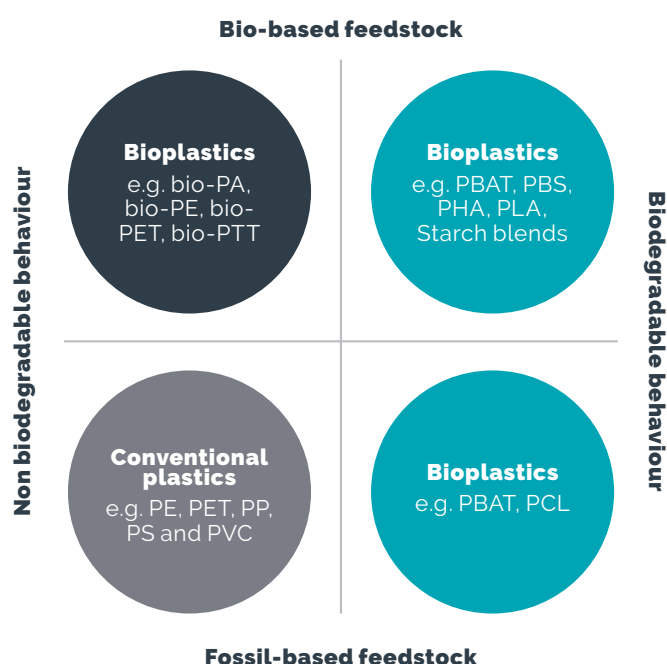 Bio-based feedstock
Non biodegradable behaviour
Bioplastics
e.g. bio-PA,
bio-PE, bio-
PET, bio-PTT
Bioplastics
e.g. PBAT, PBS,
PHA, PLA,
Starch blends
Biodegradable behaviour
Conventional
plastics
e.g. PE, PET, PP,
PS and PVC
Bioplastics
e.g. PBAT, PCL
Fossil-based feedstock